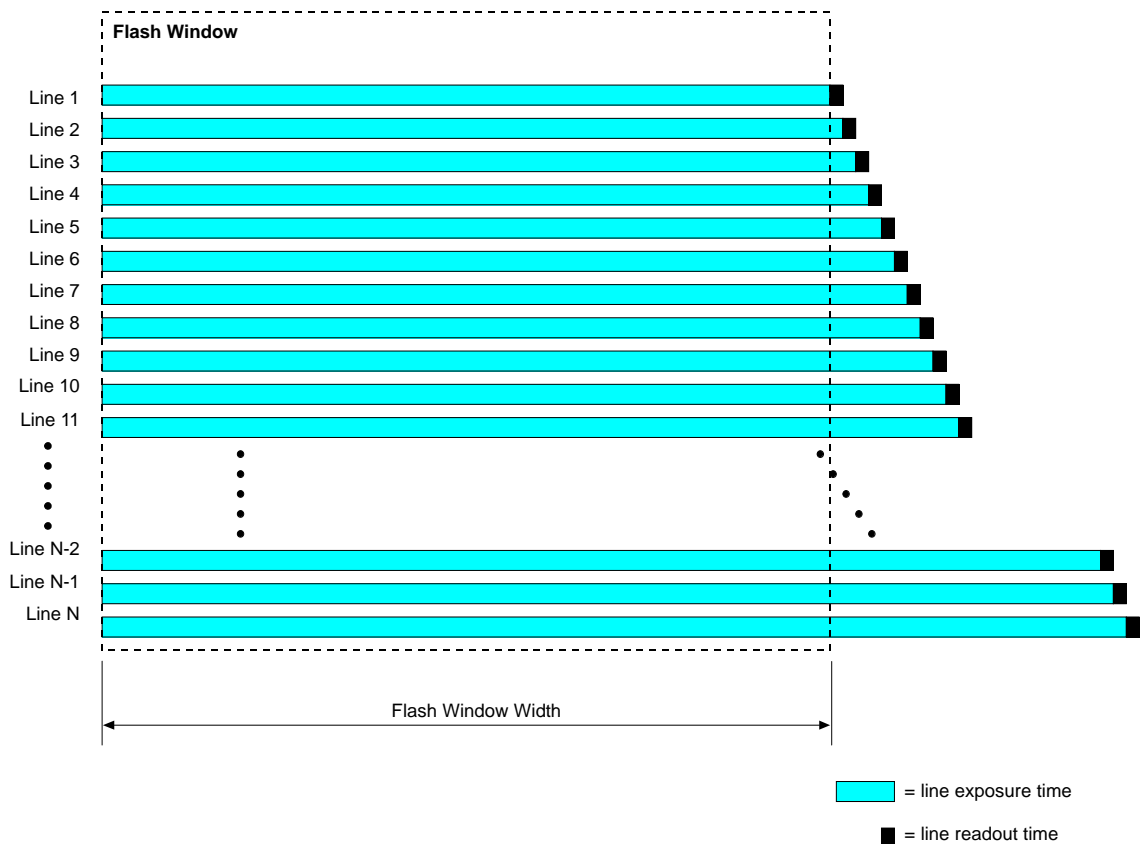 Flash Window
Line 1
Line 2
Line 3
Line 4
Line 5
Line 6
Line 7
Line 8
Line 9
Line 10
Line 11
Line N-2
Line N-1
Line N
Flash Window Width
= line exposure time
= line readout time